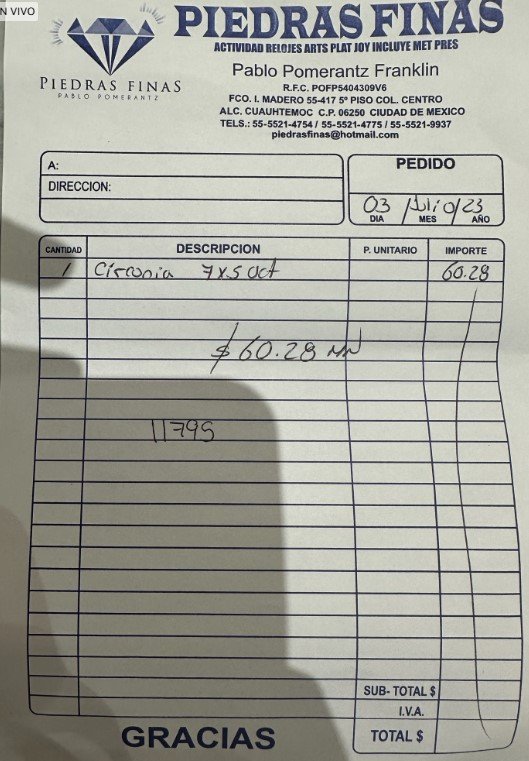 N VIVO
PIEDRAS FINAS
ACTIVIDAD RELOJES ARTS PLAT JOY INCLUYE MET PRES
PIEDRAS FINAS
PABLO POMERANTZ
Pablo Pomerantz Franklin
R.F.C. POFP5404309V6
FCO. I. MADERO 55-417 5º PISO COL. CENTRO
ALC. CUAUHTEMOC C.P. 06250 CIUDAD DE MEXICO
TELS.: 55-5521-4754 / 55-5521-4775 / 55-5521-9937
piedrasfinas@hotmail.com
A:
DIRECCION:
PEDIDO
03 / Julio / 23
DIA MES AÑO
CANTIDAD DESCRIPCION P. UNITARIO IMPORTE
1 Circonia 7x5 Oct 60.28
$ 60.28 MN
11795
SUB- TOTAL $
I.V.A.
TOTAL $
GRACIAS